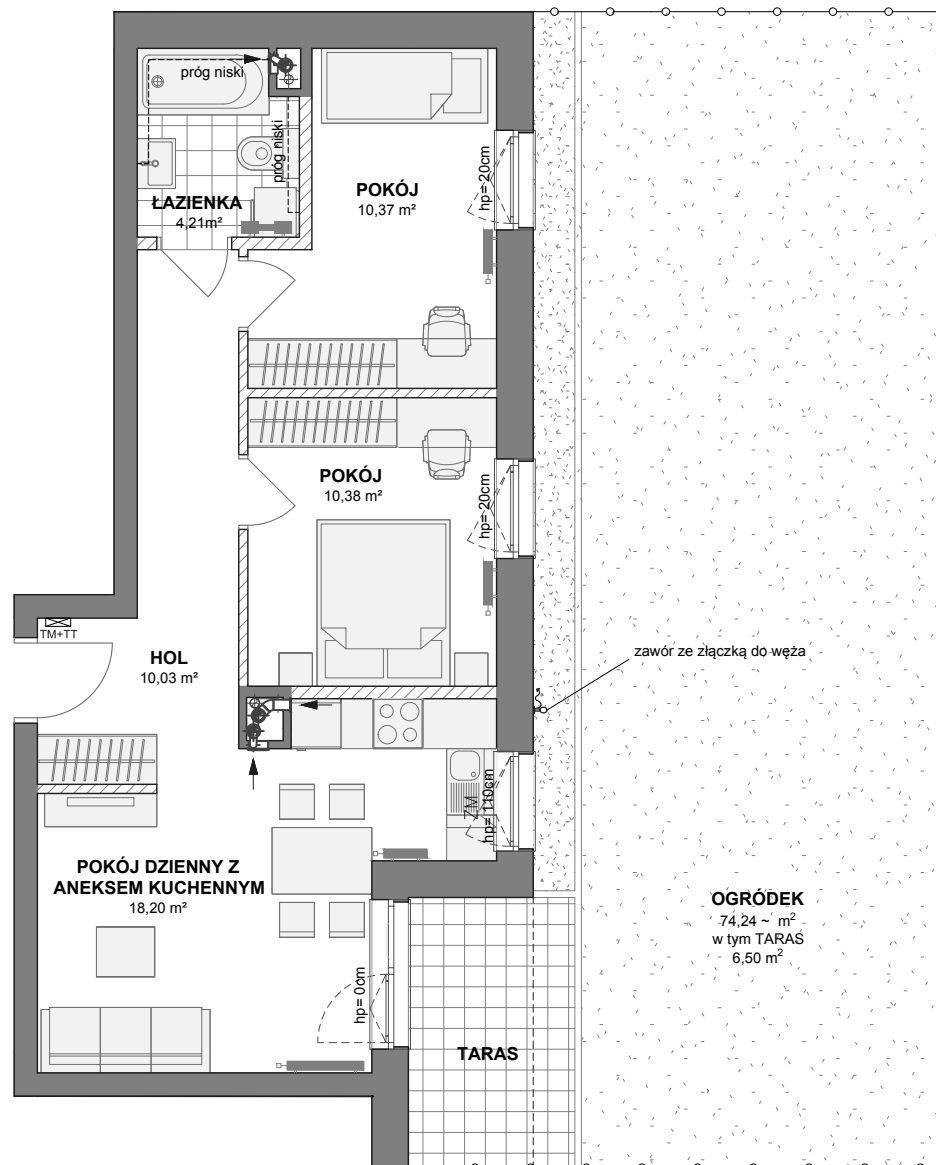 próg niski
próg niski
ŁAZIENKA
4,21m²
POKÓJ
10,37 m²
hp= 20cm
POKÓJ
10,38 m²
hp= 20cm
TM+TT
HOL
10,03 m²
zawór ze złączką do węża
ZM
hp= 110cm
POKÓJ DZIENNY Z
ANEKSEM KUCHENNYM
18,20 m²
hp= 0cm
OGRÓDEK
74,24 ~ m²
w tym TARAS
6,50 m²
TARAS